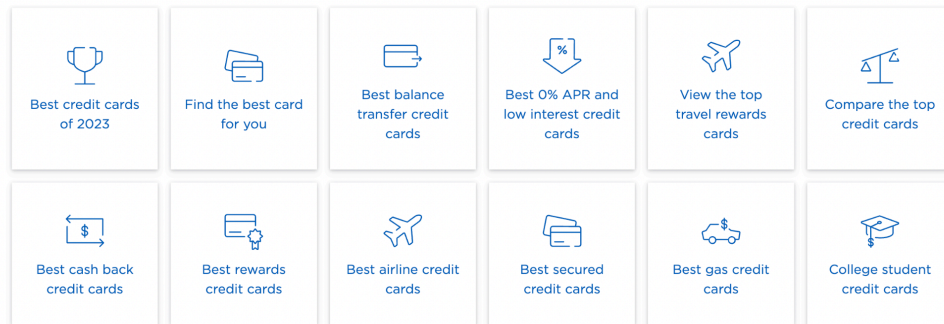 %
Best credit cards
of 2023
Find the best card
for you
Best balance
transfer credit
cards
Best 0% APR and
low interest credit
cards
View the top
travel rewards
cards
Compare the top
credit cards
$
Best cash back
credit cards
Best rewards
credit cards
Best airline credit
cards
Best secured
credit cards
$
Best gas credit
cards
$
College student
credit cards